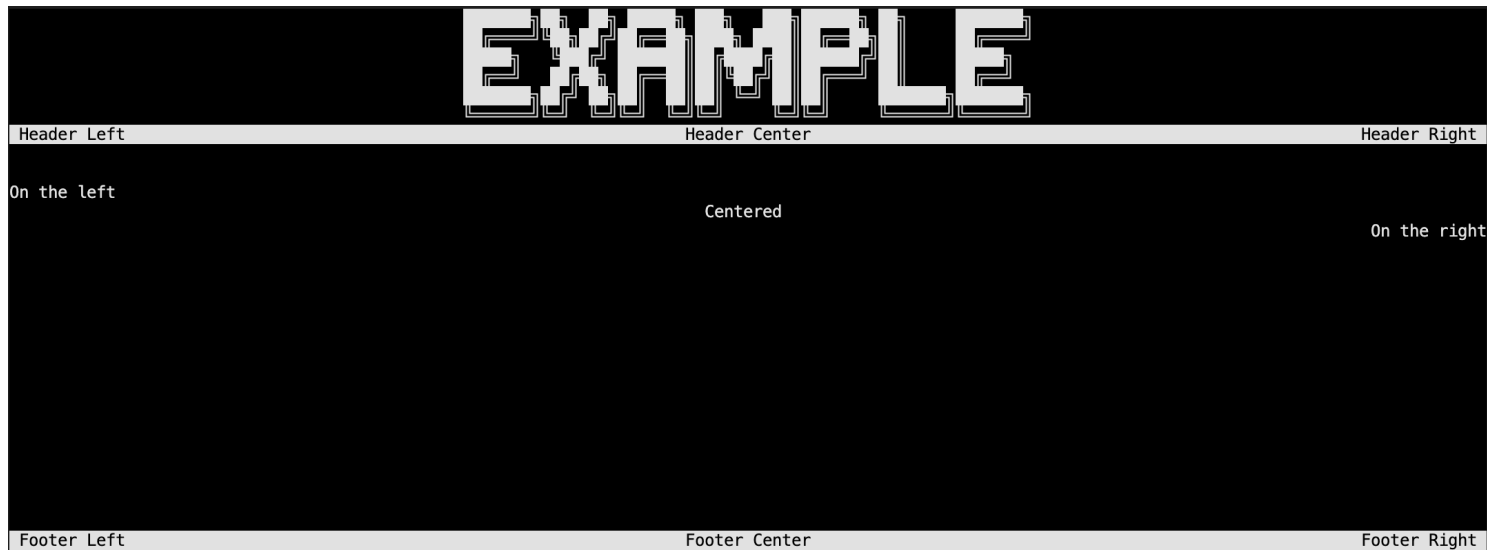 EXAMPLE
Header Left Header Center Header Right
On the left
Centered
On the right
Footer Left Footer Center Footer Right